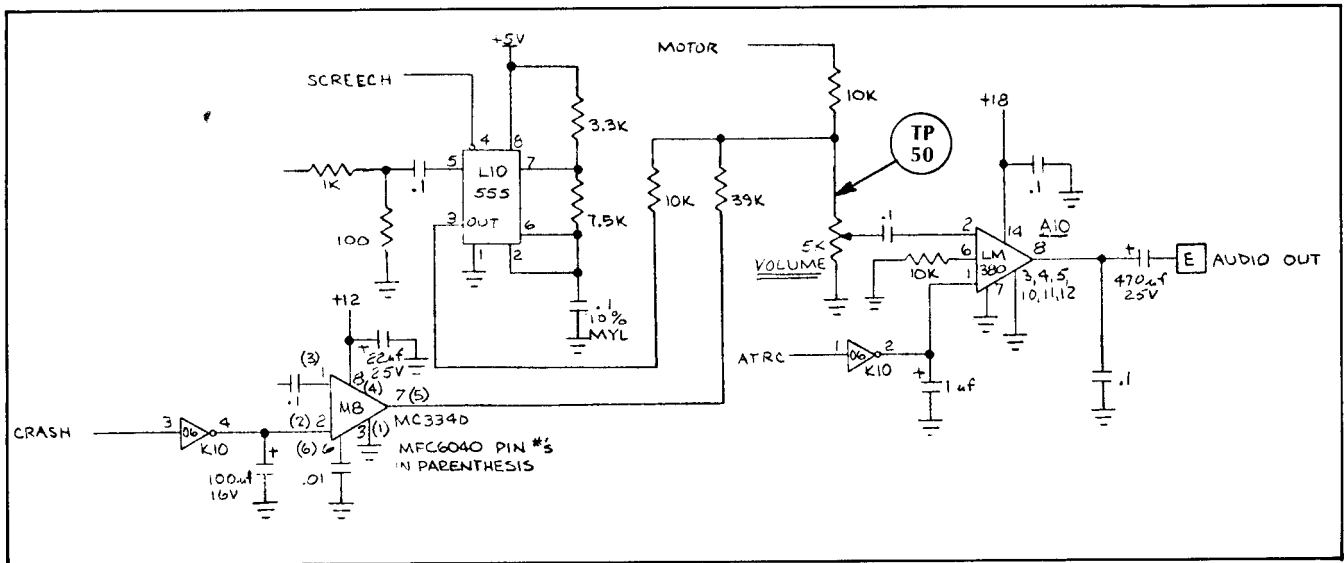 +5V
MOTOR
SCREECH
10K
+18
3.3K
TP
50
4
8
1K
.1
5
L10
555
7
.1
7.5K
10K
39K
3
OUT
6
100
1
2
5K
VOLUME
.1
2
14
A10
6
LM
380
8
10K
1
7
3, 4, 5,
10, 11, 12
+
470uf
25V
E
AUDIO OUT
.1
10%
MYL
+12
+
22uf
25V
ATRC
1
06
2
K10
+
1uf
.1
(3)
1
8
(4)
.1
M8
7(5)
CRASH
3
06
4
K10
(2) 2
3
(1)
MC3340
(6) 6
MFC6040 PIN #'s
IN PARENTHESIS
+
100uf
16V
.01